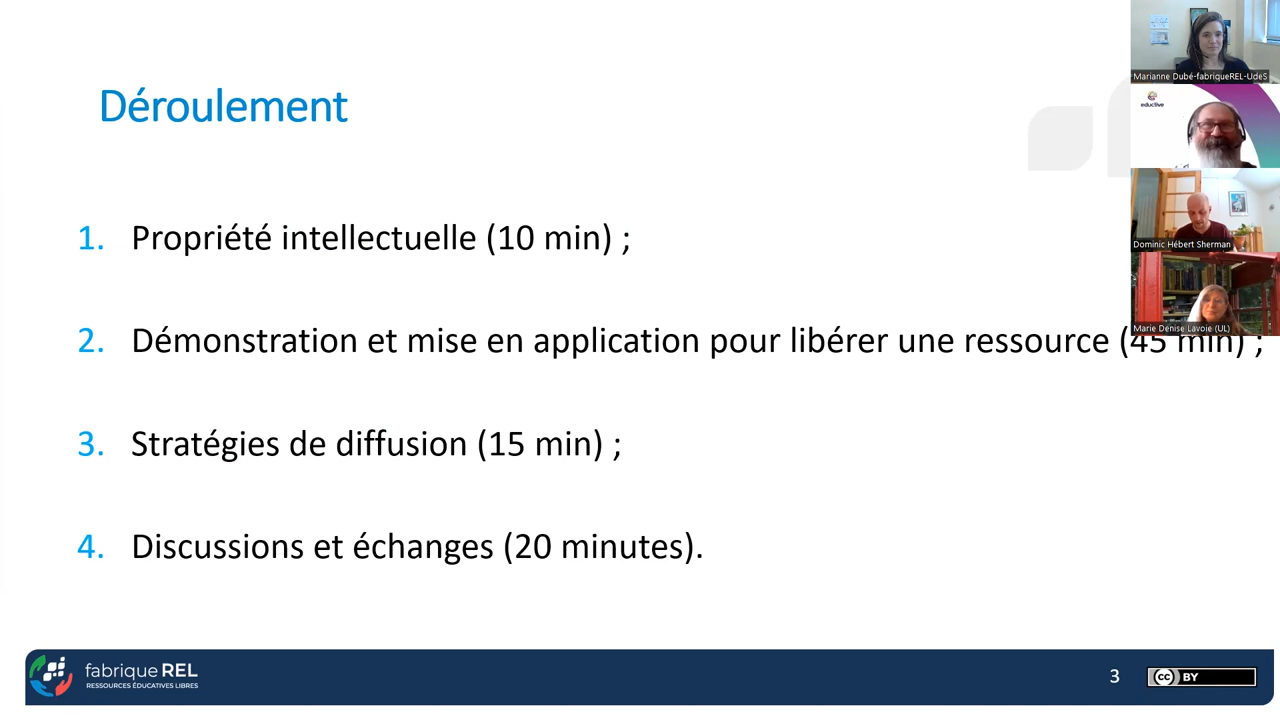 Déroulement
1. Propriété intellectuelle (10 min) ;
2. Démonstration et mise en application pour libérer une ressource (45 min) ;
3. Stratégies de diffusion (15 min) ;
4. Discussions et échanges (20 minutes).
Marianne Dubé-fabriqueREL-UdeS
eductive
Dominic Hébert Sherman
Marie Denise Lavoie (UL)
fabrique REL
RESSOURCES ÉDUCATIVES LIBRES
3
cc BY